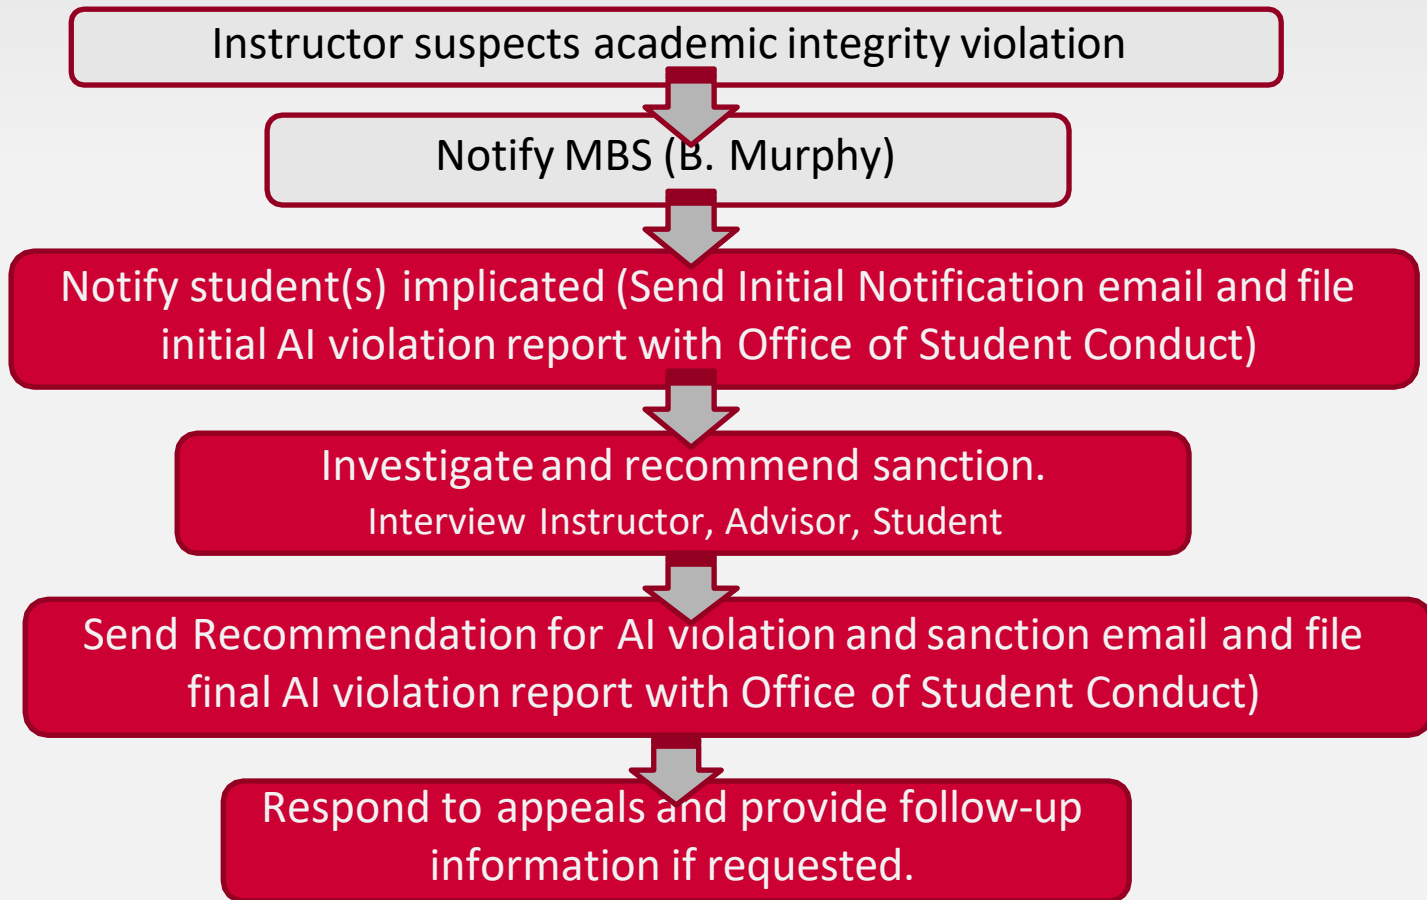 Instructor suspects academic integrity violation
Notify MBS (B. Murphy)
Notify student(s) implicated (Send Initial Notification email and file
initial AI violation report with Office of Student Conduct)
Investigate and recommend sanction.
Interview Instructor, Advisor, Student
Send Recommendation for AI violation and sanction email and file
final AI violation report with Office of Student Conduct)
Respond to appeals and provide follow-up
information if requested.